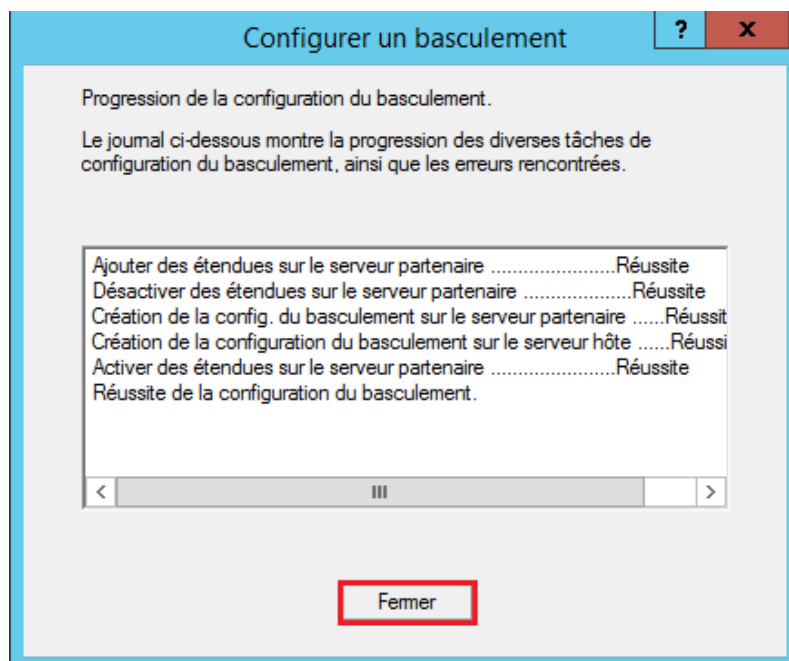 Configurer un basculement
?
x
Progression de la configuration du basculement.
Le journal ci-dessous montre la progression des diverses tâches de
configuration du basculement, ainsi que les erreurs rencontrées.
Ajouter des étendues sur le serveur partenaire .......................Réussite
Désactiver des étendues sur le serveur partenaire ....................Réussite
Création de la config. du basculement sur le serveur partenaire ......Réussit
Création de la configuration du basculement sur le serveur hôte ......Réussi
Activer des étendues sur le serveur partenaire .......................Réussite
Réussite de la configuration du basculement.
Fermer